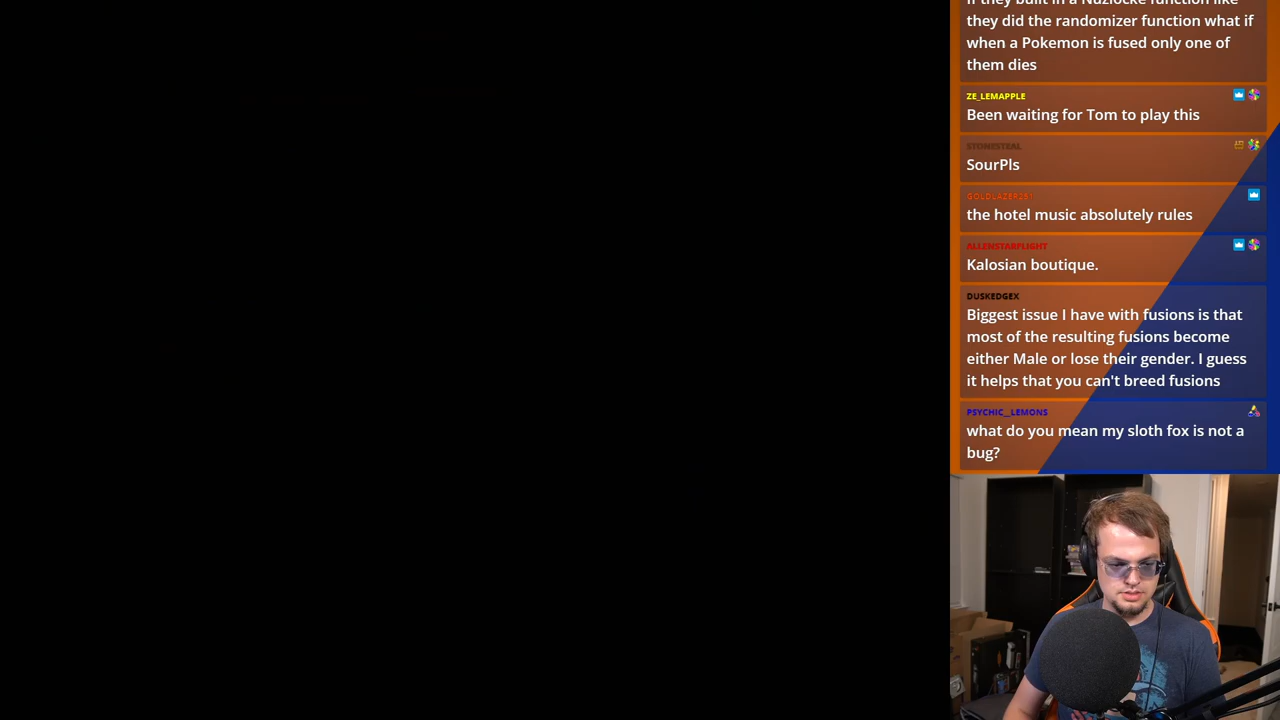 If they built in a Nuzlocke function like
they did the randomizer function what if
when a Pokemon is fused only one of
them dies
ZE_LEMAPPLE
Been waiting for Tom to play this
STONESTEAL
SourPls
GOLDLAZER251
the hotel music absolutely rules
ALLENSTARFLIGHT
Kalosian boutique.
DUSKEDGEX
Biggest issue I have with fusions is that
most of the resulting fusions become
either Male or lose their gender. I guess
it helps that you can't breed fusions
PSYCHIC_LEMONS
what do you mean my sloth fox is not a
bug?